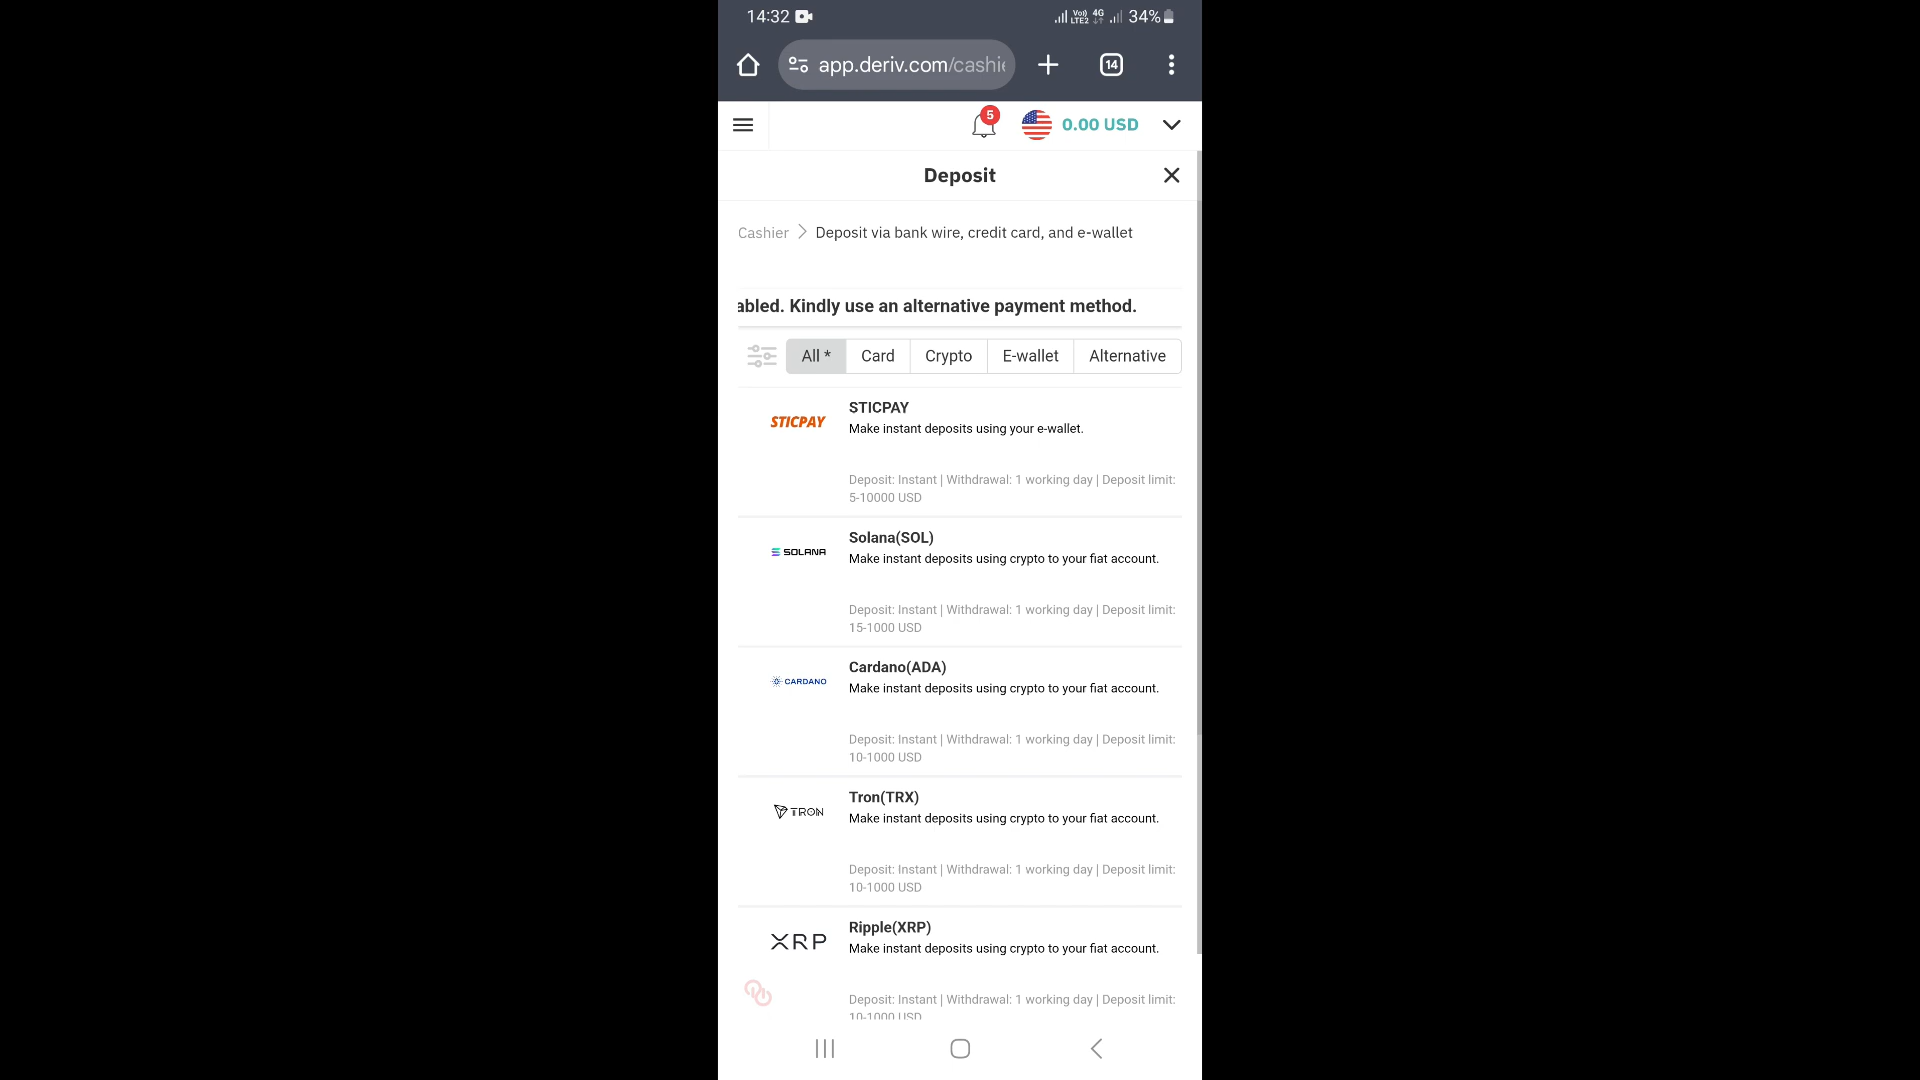 14:32
Vo)) LTE2 4G 34%
app.deriv.com/cashie
14
5
0.00 USD
Deposit
Cashier > Deposit via bank wire, credit card, and e-wallet
abled. Kindly use an alternative payment method.
All * Card Crypto E-wallet Alternative
STICPAY
STICPAY
Make instant deposits using your e-wallet.
Deposit: Instant | Withdrawal: 1 working day | Deposit limit:
5-10000 USD
SOLANA
Solana(SOL)
Make instant deposits using crypto to your fiat account.
Deposit: Instant | Withdrawal: 1 working day | Deposit limit:
15-1000 USD
CARDANO
Cardano(ADA)
Make instant deposits using crypto to your fiat account.
Deposit: Instant | Withdrawal: 1 working day | Deposit limit:
10-1000 USD
TRON
Tron(TRX)
Make instant deposits using crypto to your fiat account.
Deposit: Instant | Withdrawal: 1 working day | Deposit limit:
10-1000 USD
XRP
Ripple(XRP)
Make instant deposits using crypto to your fiat account.
Deposit: Instant | Withdrawal: 1 working day | Deposit limit:
10-1000 USD